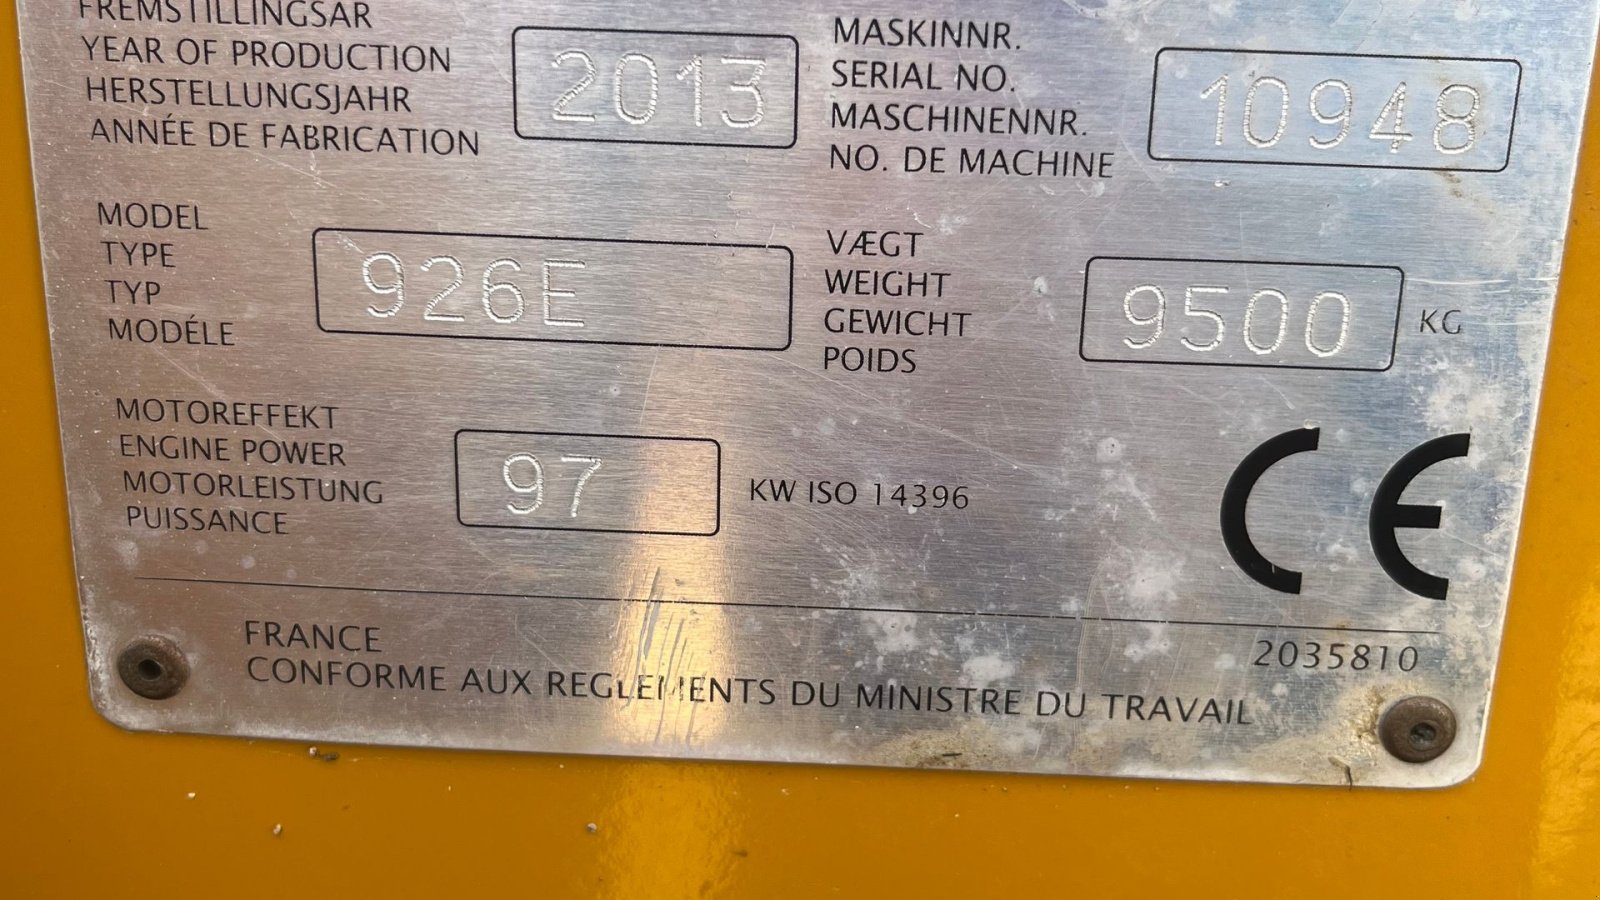 FREMSTILLINGSÅR
YEAR OF PRODUCTION
HERSTELLUNGSJAHR
ANNÉE DE FABRICATION
2013
MASKINNR.
SERIAL NO.
MASCHINENNR.
NO. DE MACHINE
10948
MODEL
TYPE
TYP
MODÉLE
926E
VÆGT
WEIGHT
GEWICHT
POIDS
9500
KG
MOTOREFFEKT
ENGINE POWER
MOTORLEISTUNG
PUISSANCE
97
KW ISO 14396
CE
FRANCE
CONFORME AUX REGLEMENTS DU MINISTRE DU TRAVAIL
2035810